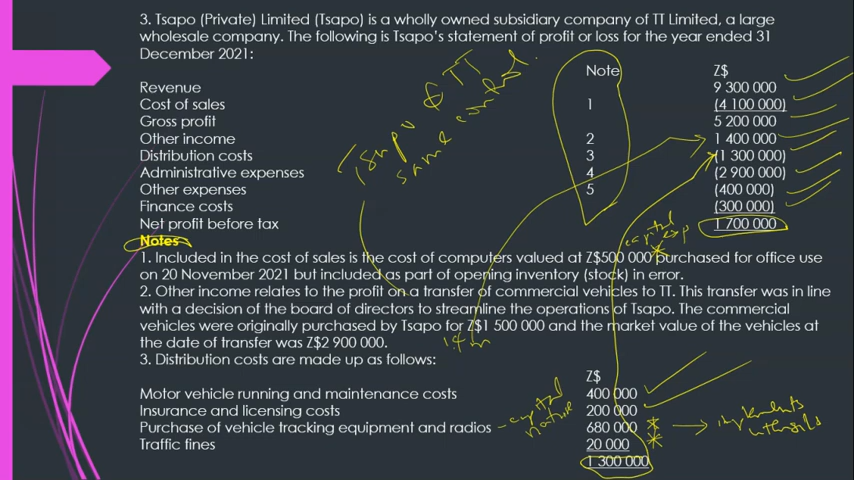 3. Tsapo (Private) Limited (Tsapo) is a wholly owned subsidiary company of TT Limited, a large
wholesale company. The following is Tsapo's statement of profit or loss for the year ended 31
December 2021:
Note Z$
Revenue 9 300 000
Cost of sales 1 (4 100 000)
Gross profit 5 200 000
Other income 2 1 400 000
Distribution costs 3 (1 300 000)
Administrative expenses 4 (2 900 000)
Other expenses 5 (400 000)
Finance costs (300 000)
Net profit before tax 1 700 000
Tsapo & TT
same control
capital
exp
Notes
1. Included in the cost of sales is the cost of computers valued at Z$500 000 purchased for office use
on 20 November 2021 but included as part of opening inventory (stock) in error.
2. Other income relates to the profit on a transfer of commercial vehicles to TT. This transfer was in line
with a decision of the board of directors to streamline the operations of Tsapo. The commercial
vehicles were originally purchased by Tsapo for Z$1 500 000 and the market value of the vehicles at
the date of transfer was Z$2 900 000.
3. Distribution costs are made up as follows:
Z$
Motor vehicle running and maintenance costs 400 000
Insurance and licensing costs 200 000
Purchase of vehicle tracking equipment and radios 680 000
Traffic fines 20 000
1 300 000
capital
nature
implements
utensils